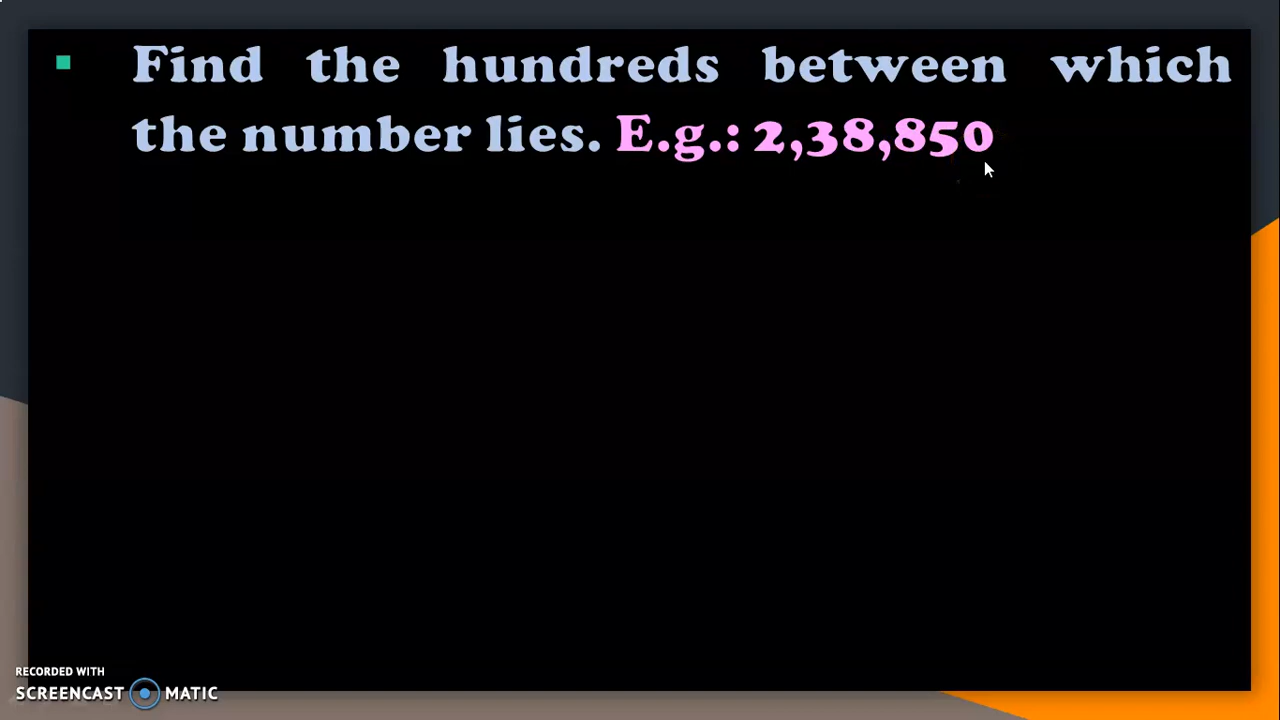 ▪ Find the hundreds between which
the number lies. E.g.: 2,38,850
RECORDED WITH
SCREENCAST MATIC